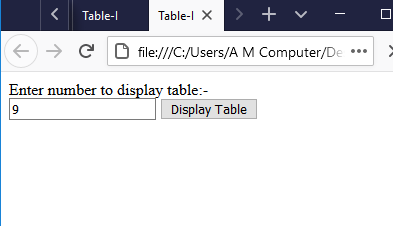 Table-l
Table-l
file:///C:/Users/A M Computer/De
Enter number to display table:-
9
Display Table